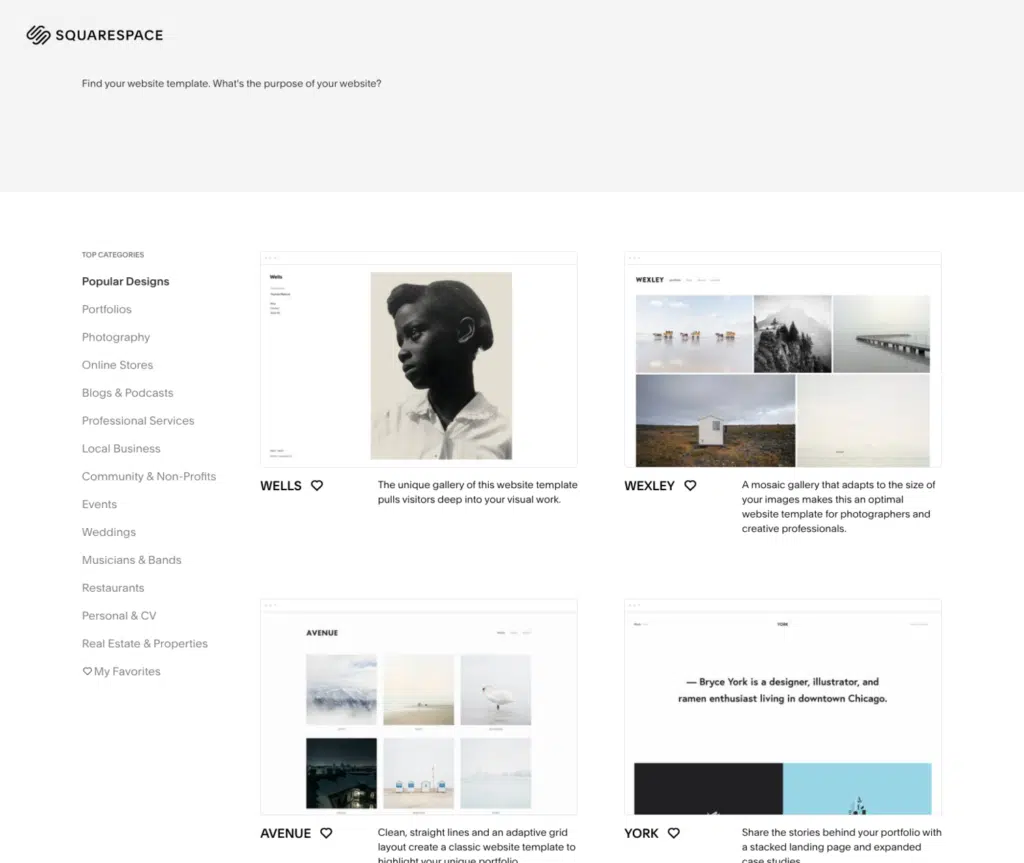 SQUARESPACE
Find your website template. What's the purpose of your website?
TOP CATEGORIES
Popular Designs
Portfolios
Photography
Online Stores
Blogs & Podcasts
Professional Services
Local Business
Community & Non-Profits
Events
Weddings
Musicians & Bands
Restaurants
Personal & CV
Real Estate & Properties
My Favorites
Wells
WELLS
The unique gallery of this website template
pulls visitors deep into your visual work.
WEXLEY
WEXLEY
A mosaic gallery that adapts to the size of
your images makes this an optimal
website template for photographers and
creative professionals.
AVENUE
AVENUE
Clean, straight lines and an adaptive grid
layout create a classic website template to
highlight your unique portfolio.
YORK
— Bryce York is a designer, illustrator, and
ramen enthusiast living in downtown Chicago.
YORK
Share the stories behind your portfolio with
a stacked landing page and expanded
case studies.